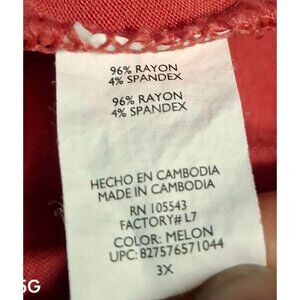 96% RAYON
4% SPANDEX
96% RAYON
4% SPANDEX
HECHO EN CAMBODIA
MADE IN CAMBODIA
RN 105543
FACTORY# L7
COLOR: MELON
UPC: 827576571044
3X
5G